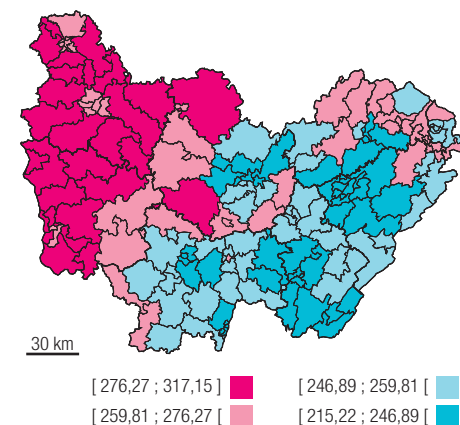 30 km
[ 276,27 ; 317,15 ] [ 246,89 ; 259,81 [
[ 259,81 ; 276,27 [ [ 215,22 ; 246,89 [